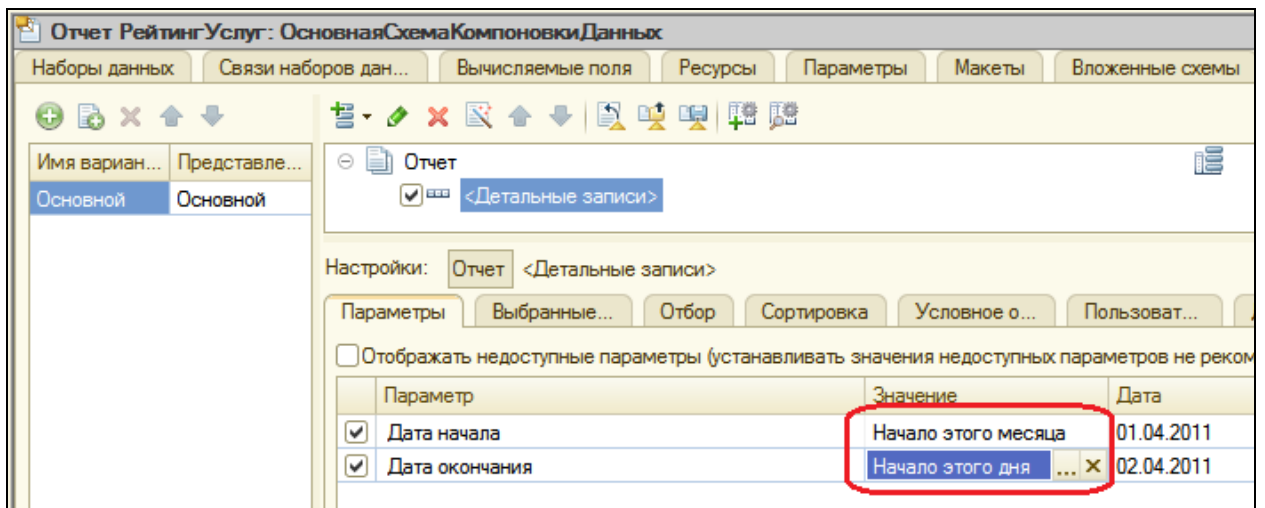 Отчет РейтингУслуг: ОсновнаяСхемаКомпоновкиДанных
Наборы данных Связи наборов дан... Вычисляемые поля Ресурсы Параметры Макеты Вложенные схемы
Имя вариан... Представле...
Основной Основной
Отчет
<Детальные записи>
Настройки: Отчет <Детальные записи>
Параметры Выбранные... Отбор Сортировка Условное о... Пользоват...
Отображать недоступные параметры (устанавливать значения недоступных параметров не реком
Параметр Значение Дата
Дата начала Начало этого месяца 01.04.2011
Дата окончания Начало этого дня ... 02.04.2011